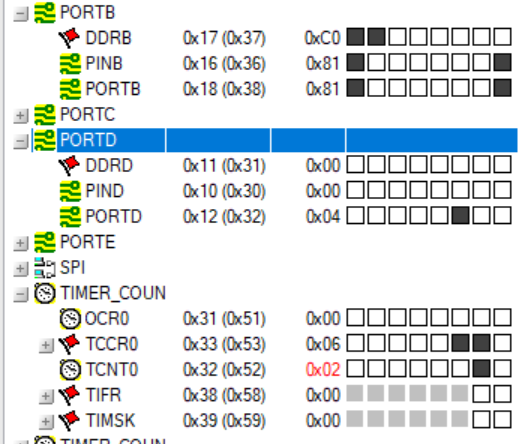 PORTB
DDRB 0x17 (0x37) 0xC0
PINB 0x16 (0x36) 0x81
PORTB 0x18 (0x38) 0x81
PORTC
PORTD
DDRD 0x11 (0x31) 0x00
PIND 0x10 (0x30) 0x00
PORTD 0x12 (0x32) 0x04
PORTE
SPI
TIMER_COUN
OCR0 0x31 (0x51) 0x00
TCCR0 0x33 (0x53) 0x06
TCNT0 0x32 (0x52) 0x02
TIFR 0x38 (0x58) 0x00
TIMSK 0x39 (0x59) 0x00
TIMER_COUN